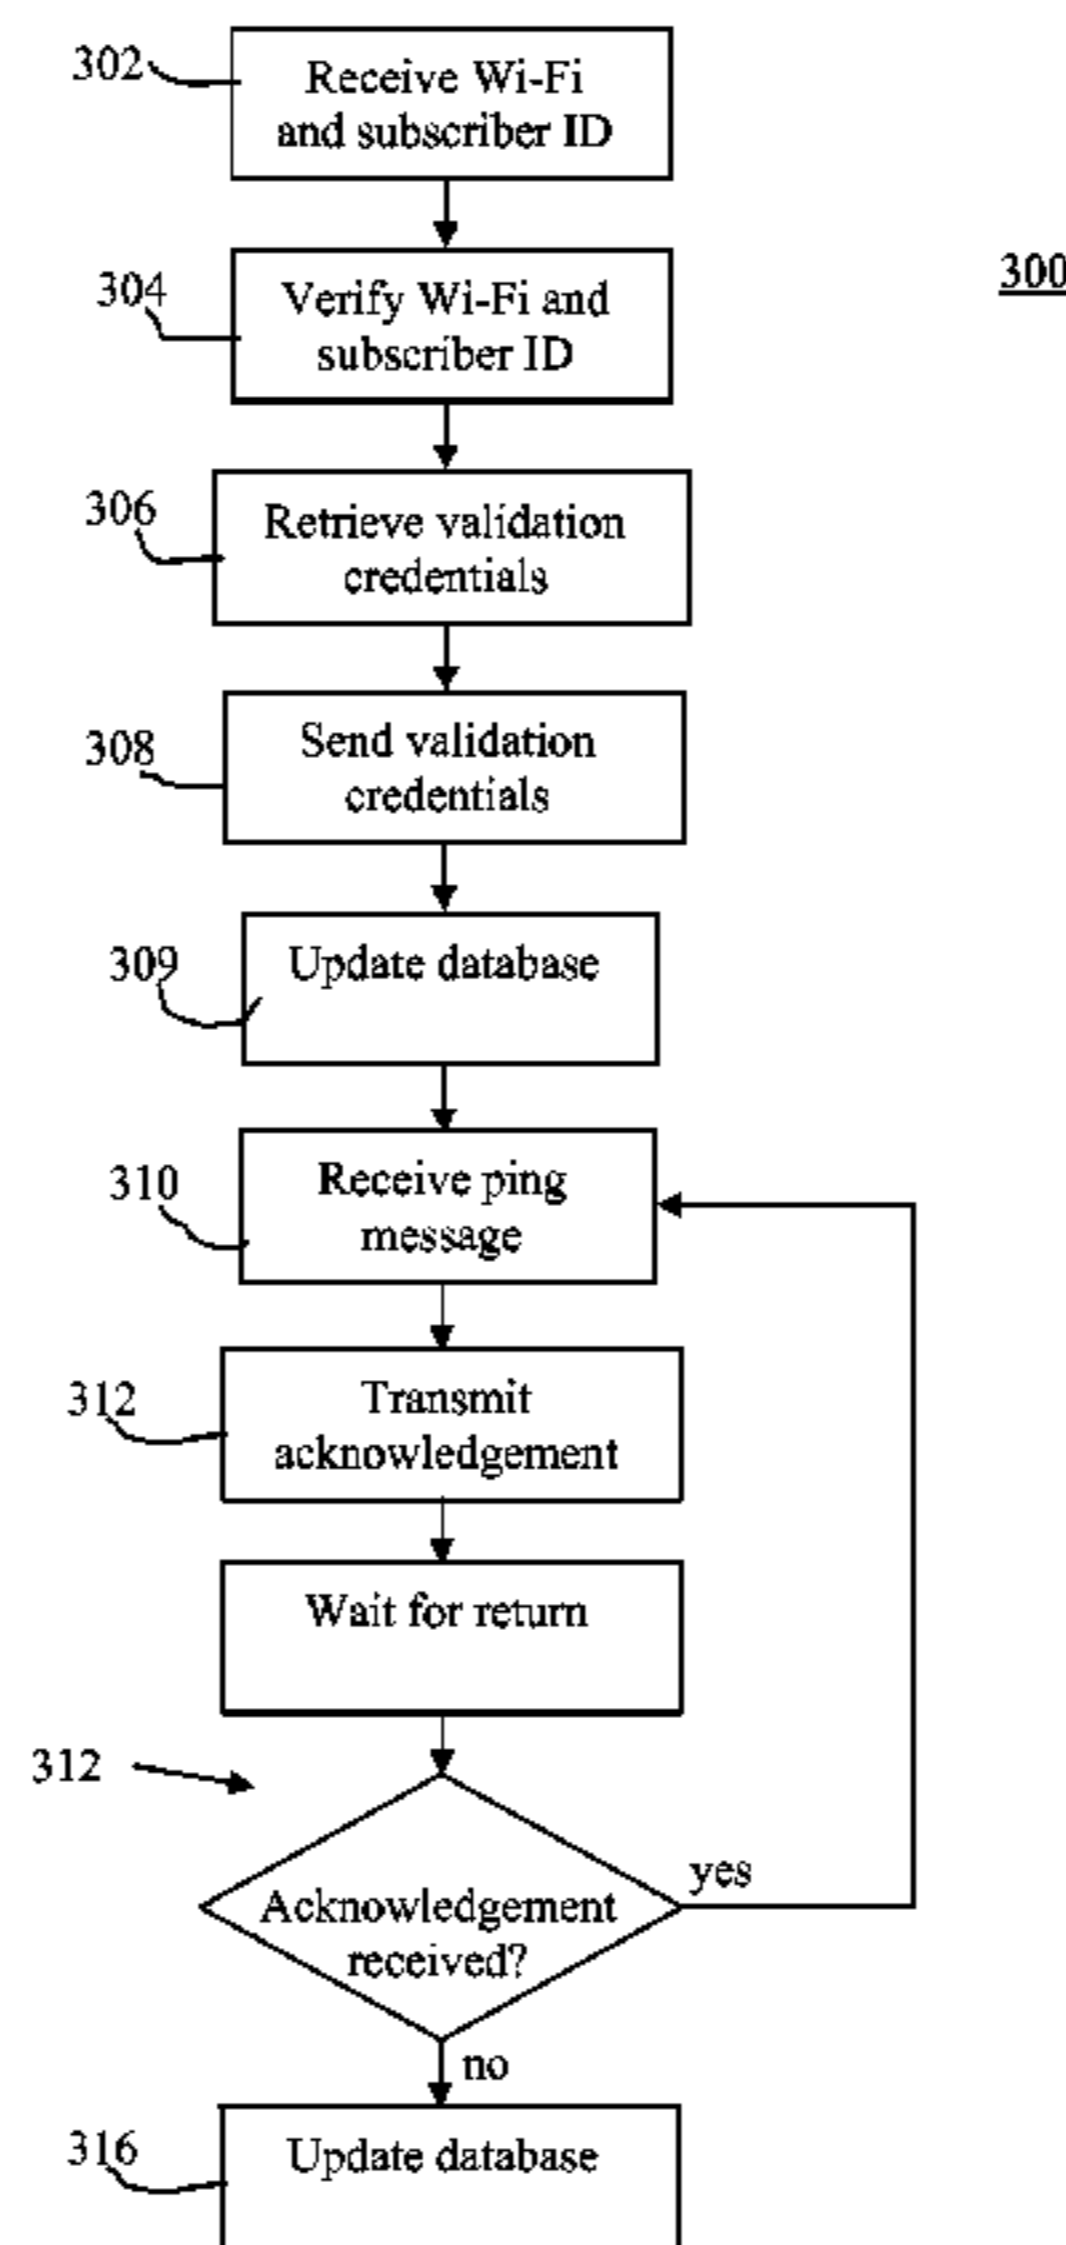 302
Receive Wi-Fi
and subscriber ID
300
304
Verify Wi-Fi and
subscriber ID
306
Retrieve validation
credentials
308
Send validation
credentials
309
Update database
310
Receive ping
message
312
Transmit
acknowledgement
Wait for return
312
yes
Acknowledgement
received?
no
316
Update database